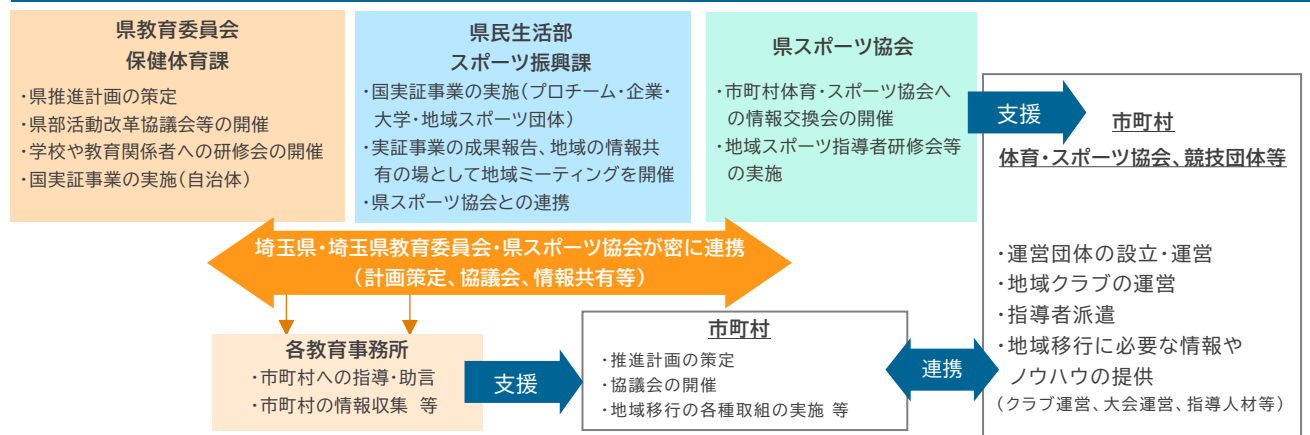 県教育委員会
保健体育課
・県推進計画の策定
・県部活動改革協議会等の開催
・学校や教育関係者への研修会の開催
・国実証事業の実施(自治体)
県民生活部
スポーツ振興課
・国実証事業の実施(プロチーム・企業・
大学・地域スポーツ団体)
・実証事業の成果報告、地域の情報共
有の場として地域ミーティングを開催
・県スポーツ協会との連携
県スポーツ協会
・市町村体育・スポーツ協会へ
の情報交換会の開催
・地域スポーツ指導者研修会等
の実施
支援
市町村
体育・スポーツ協会、競技団体等
・運営団体の設立・運営
・地域クラブの運営
・指導者派遣
・地域移行に必要な情報や
ノウハウの提供
(クラブ運営、大会運営、指導人材等)
埼玉県・埼玉県教育委員会・県スポーツ協会が密に連携
(計画策定、協議会、情報共有等)
各教育事務所
・市町村への指導・助言
・市町村の情報収集 等
支援
市町村
・推進計画の策定
・協議会の開催
・地域移行の各種取組の実施 等
連携